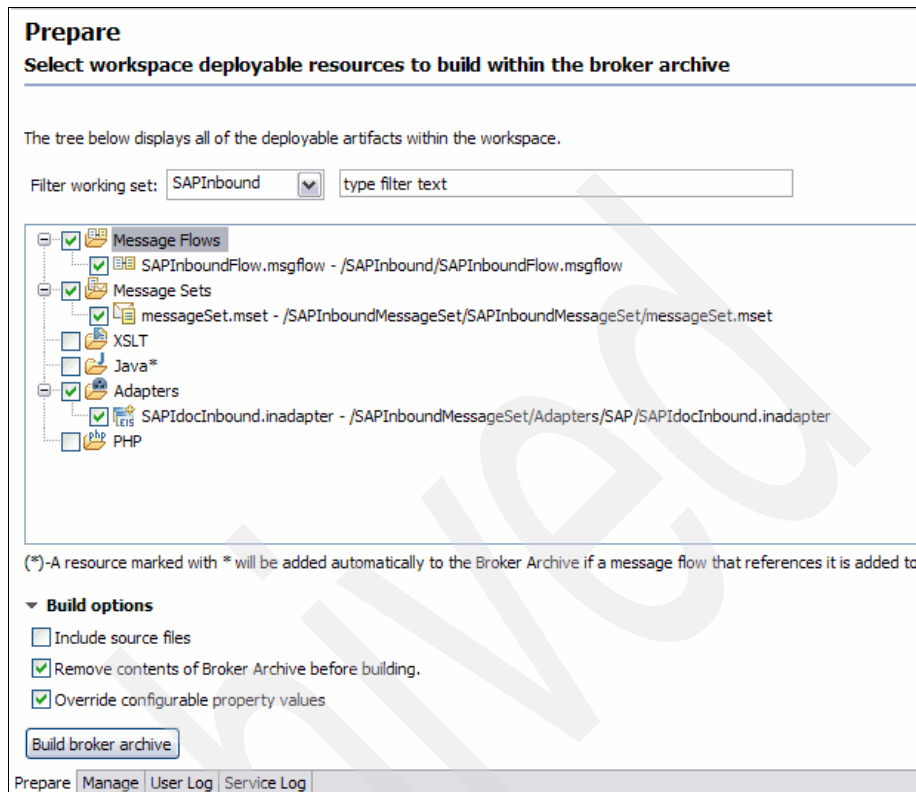 Prepare
Select workspace deployable resources to build within the broker archive
The tree below displays all of the deployable artifacts within the workspace.
Filter working set: SAPInbound type filter text
Message Flows
SAPInboundFlow.msgflow - /SAPInbound/SAPInboundFlow.msgflow
Message Sets
messageSet.mset - /SAPInboundMessageSet/SAPInboundMessageSet/messageSet.mset
XSLT
Java*
Adapters
EIS SAPIdocInbound.inadapter - /SAPInboundMessageSet/Adapters/SAP/SAPIdocInbound.inadapter
php PHP
(*)-A resource marked with * will be added automatically to the Broker Archive if a message flow that references it is added to
Build options
Include source files
Remove contents of Broker Archive before building.
Override configurable property values
Build broker archive
Prepare Manage User Log Service Log
hived